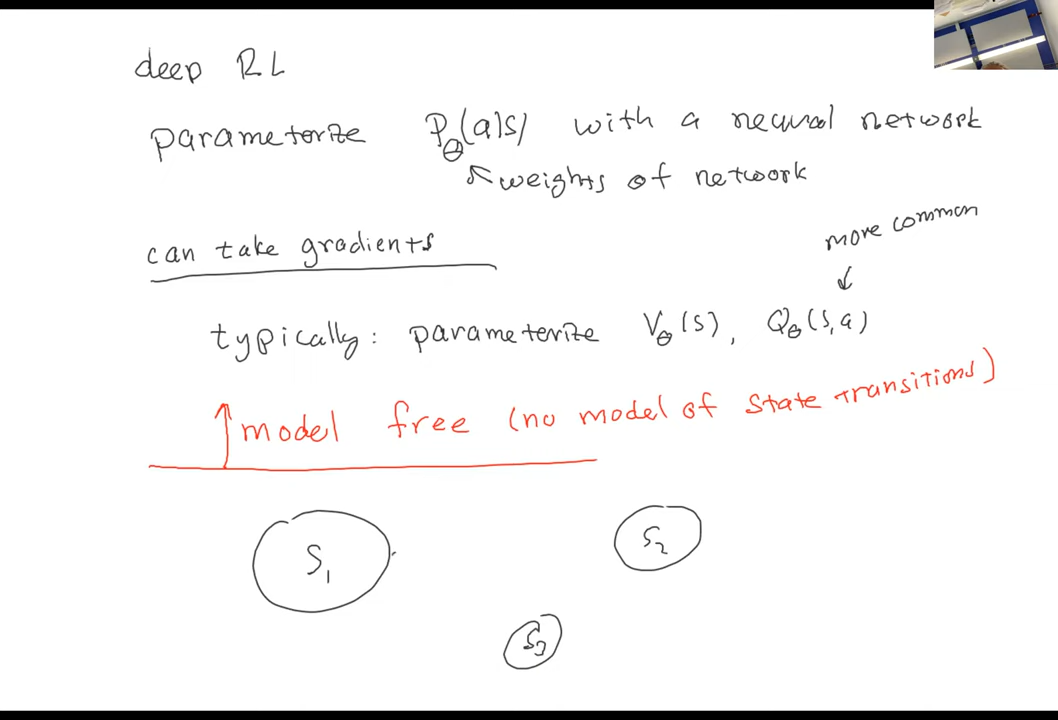 deep RL
parameterize Pθ(a|s) with a neural network
↖ weights of network
more common
↓
can take gradients
typically: parameterize Vθ(s), Qθ(s,a)
↑ model free (no model of state transitions)
S₁
S₂
S₃